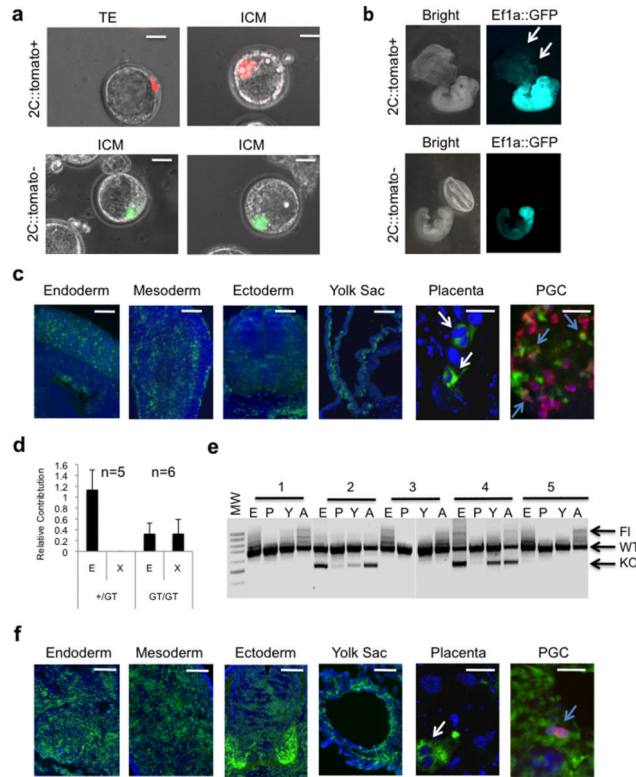 a
TE ICM
2C::tomato+
ICM ICM
2C::tomato-
b
Bright Ef1a::GFP
2C::tomato+
Bright Ef1a::GFP
2C::tomato-
c
Endoderm Mesoderm Ectoderm Yolk Sac Placenta PGC
d
Relative Contribution
1.6
1.4
1.2
1
0.8
0.6
0.4
0.2
0
n=5 n=6
E X E X
+/GT GT/GT
e
1 2 3 4 5
MW E P Y A E P Y A E P Y A E P Y A E P Y A
Fl
WT
KO
f
Endoderm Mesoderm Ectoderm Yolk Sac Placenta PGC